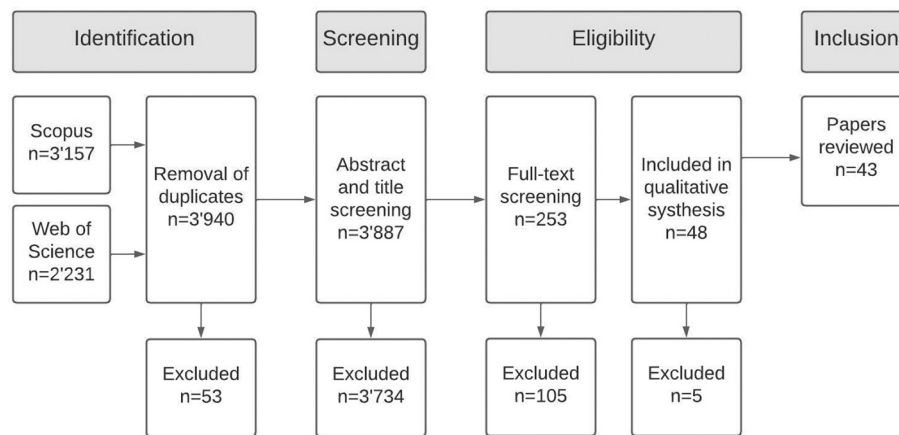 Identification
Screening
Eligibility
Inclusion
Scopus
n=3'157
Web of
Science
n=2'231
Removal of
duplicates
n=3'940
Abstract
and title
screening
n=3'887
Full-text
screening
n=253
Included in
qualitative
systhesis
n=48
Papers
reviewed
n=43
Excluded
n=53
Excluded
n=3'734
Excluded
n=105
Excluded
n=5